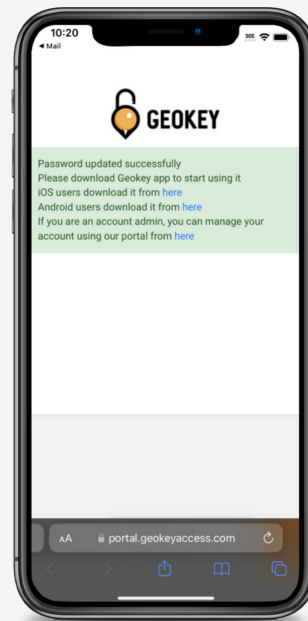 10:20
SOS
Mail
GEOKEY
Password updated successfully
Please download Geokey app to start using it
iOS users download it from here
Android users download it from here
If you are an account admin, you can manage your
account using our portal from here
AA
portal.geokeyaccess.com